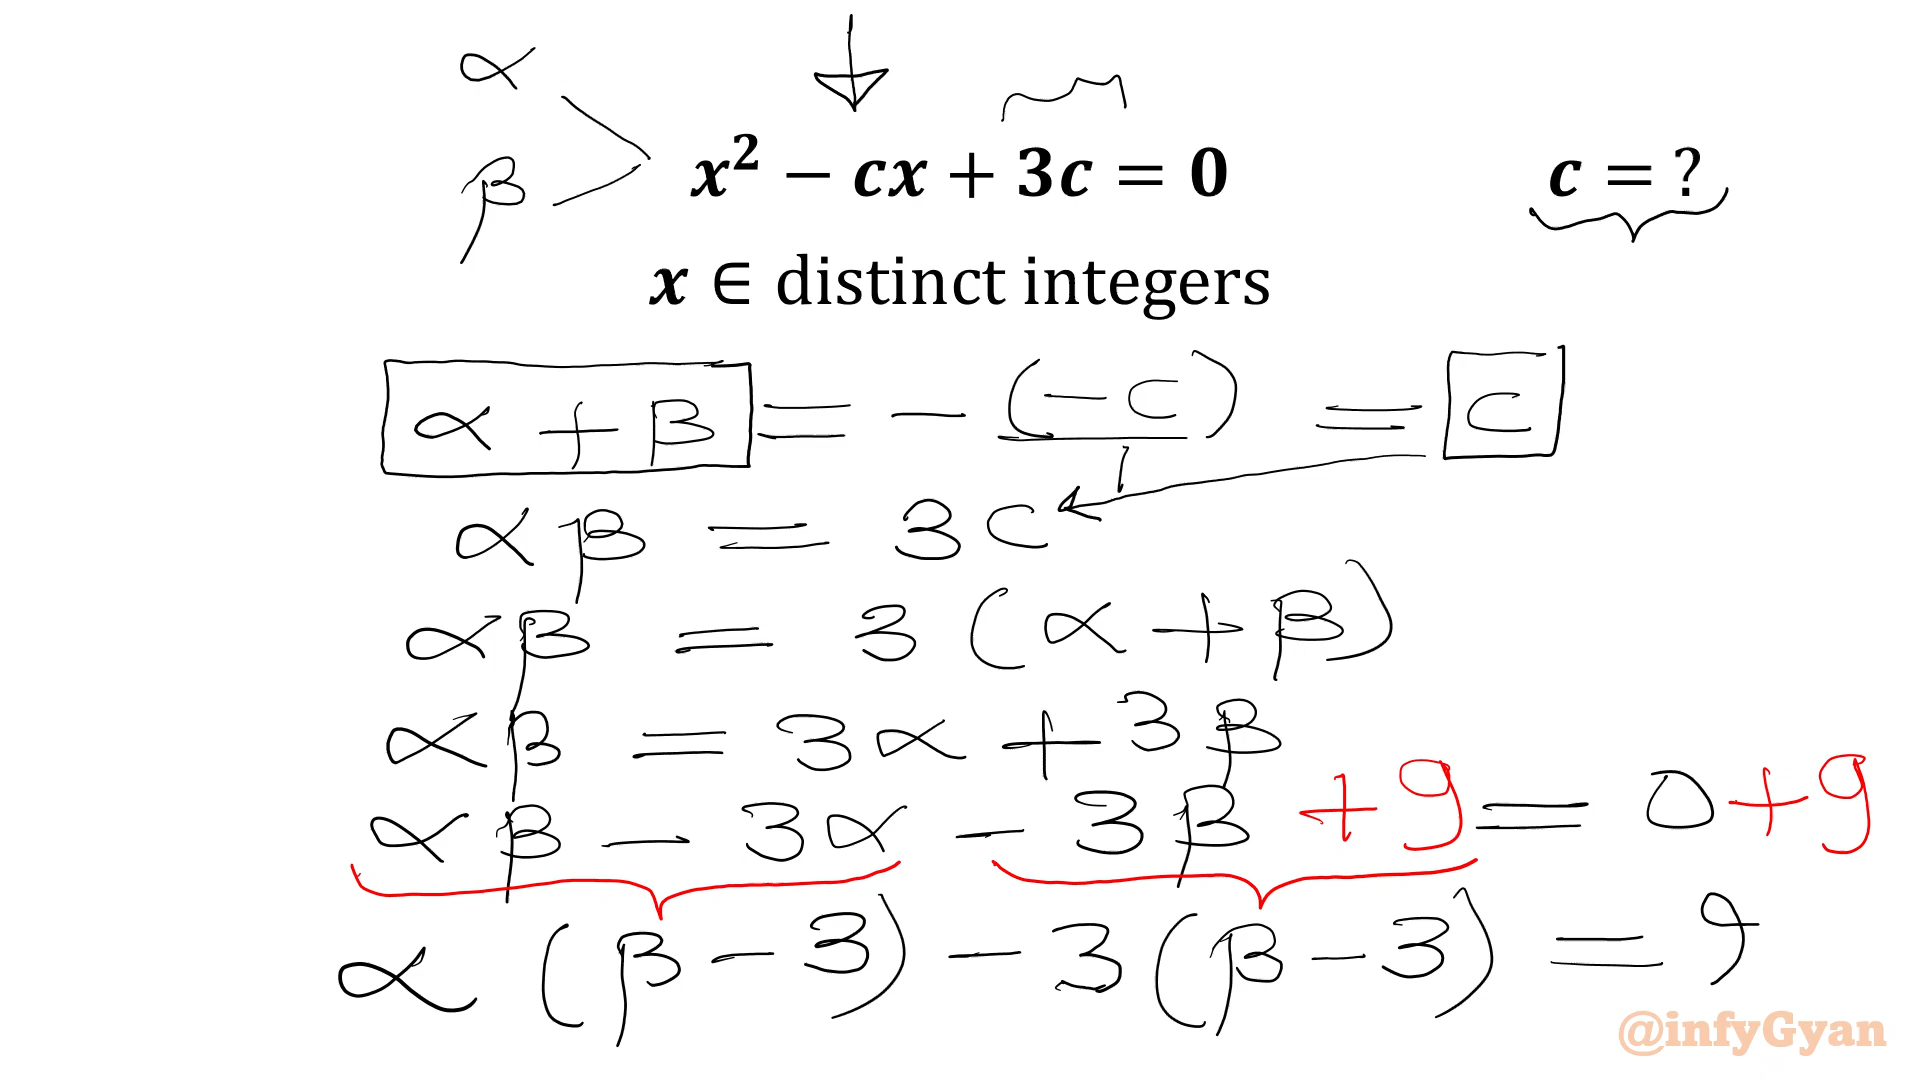 α
β
x² − cx + 3c = 0
c = ?
x ∈ distinct integers
α + β = − (− c) / 1 = c
αβ = 3c
αβ = 3(α + β)
αβ = 3α + 3β
αβ − 3α − 3β + 9 = 0 + 9
α(β − 3) − 3(β − 3) = 9
@infyGyan